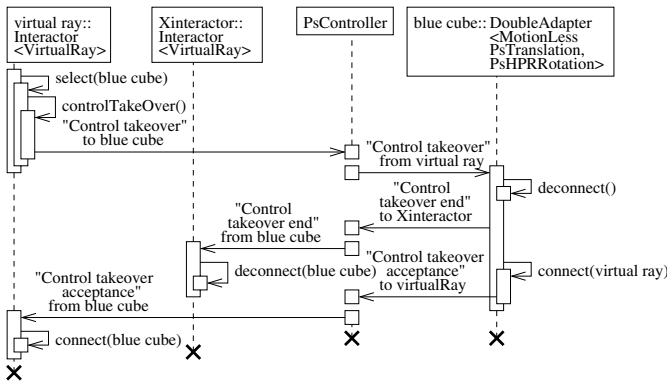 virtual ray::
Interactor
<VirtualRay>
Xinteractor::
Interactor
<VirtualRay>
PsController
blue cube:: DoubleAdapter
<MotionLess
PsTranslation,
PsHPRRotation>
select(blue cube)
controlTakeOver()
"Control takeover"
to blue cube
"Control takeover"
from virtual ray
deconnect()
"Control
takeover end"
to Xinteractor
"Control
takeover end"
from blue cube
deconnect(blue cube)
"Control takeover
acceptance"
to virtualRay
connect(virtual ray)
"Control takeover
acceptance"
from blue cube
connect(blue cube)